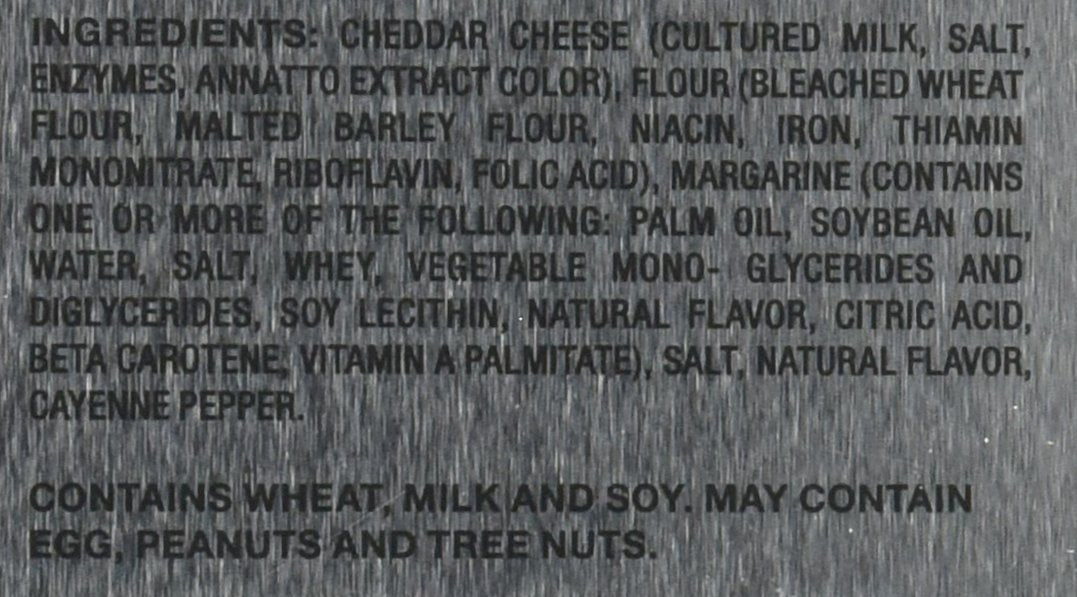 INGREDIENTS: CHEDDAR CHEESE (CULTURED MILK, SALT,
ENZYMES, ANNATTO EXTRACT COLOR), FLOUR (BLEACHED WHEAT
FLOUR, MALTED BARLEY FLOUR, NIACIN, IRON, THIAMIN
MONONITRATE, RIBOFLAVIN, FOLIC ACID), MARGARINE (CONTAINS
ONE OR MORE OF THE FOLLOWING: PALM OIL, SOYBEAN OIL,
WATER, SALT, WHEY, VEGETABLE MONO- GLYCERIDES AND
DIGLYCERIDES, SOY LECITHIN, NATURAL FLAVOR, CITRIC ACID,
BETA CAROTENE, VITAMIN A PALMITATE), SALT, NATURAL FLAVOR,
CAYENNE PEPPER.
CONTAINS WHEAT, MILK AND SOY. MAY CONTAIN
EGG, PEANUTS AND TREE NUTS.